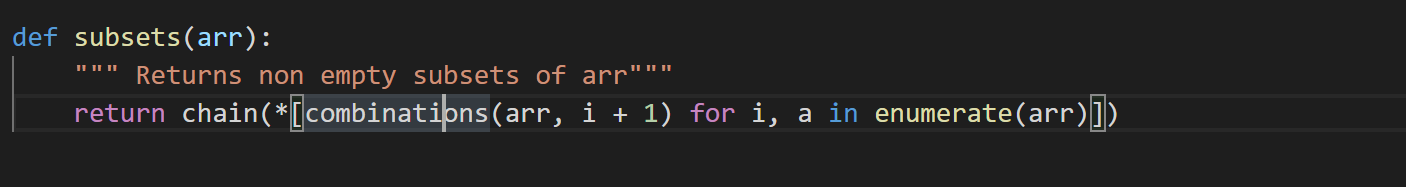 def subsets(arr):
    """ Returns non empty subsets of arr"""
    return chain(*[combinations(arr, i + 1) for i, a in enumerate(arr)])